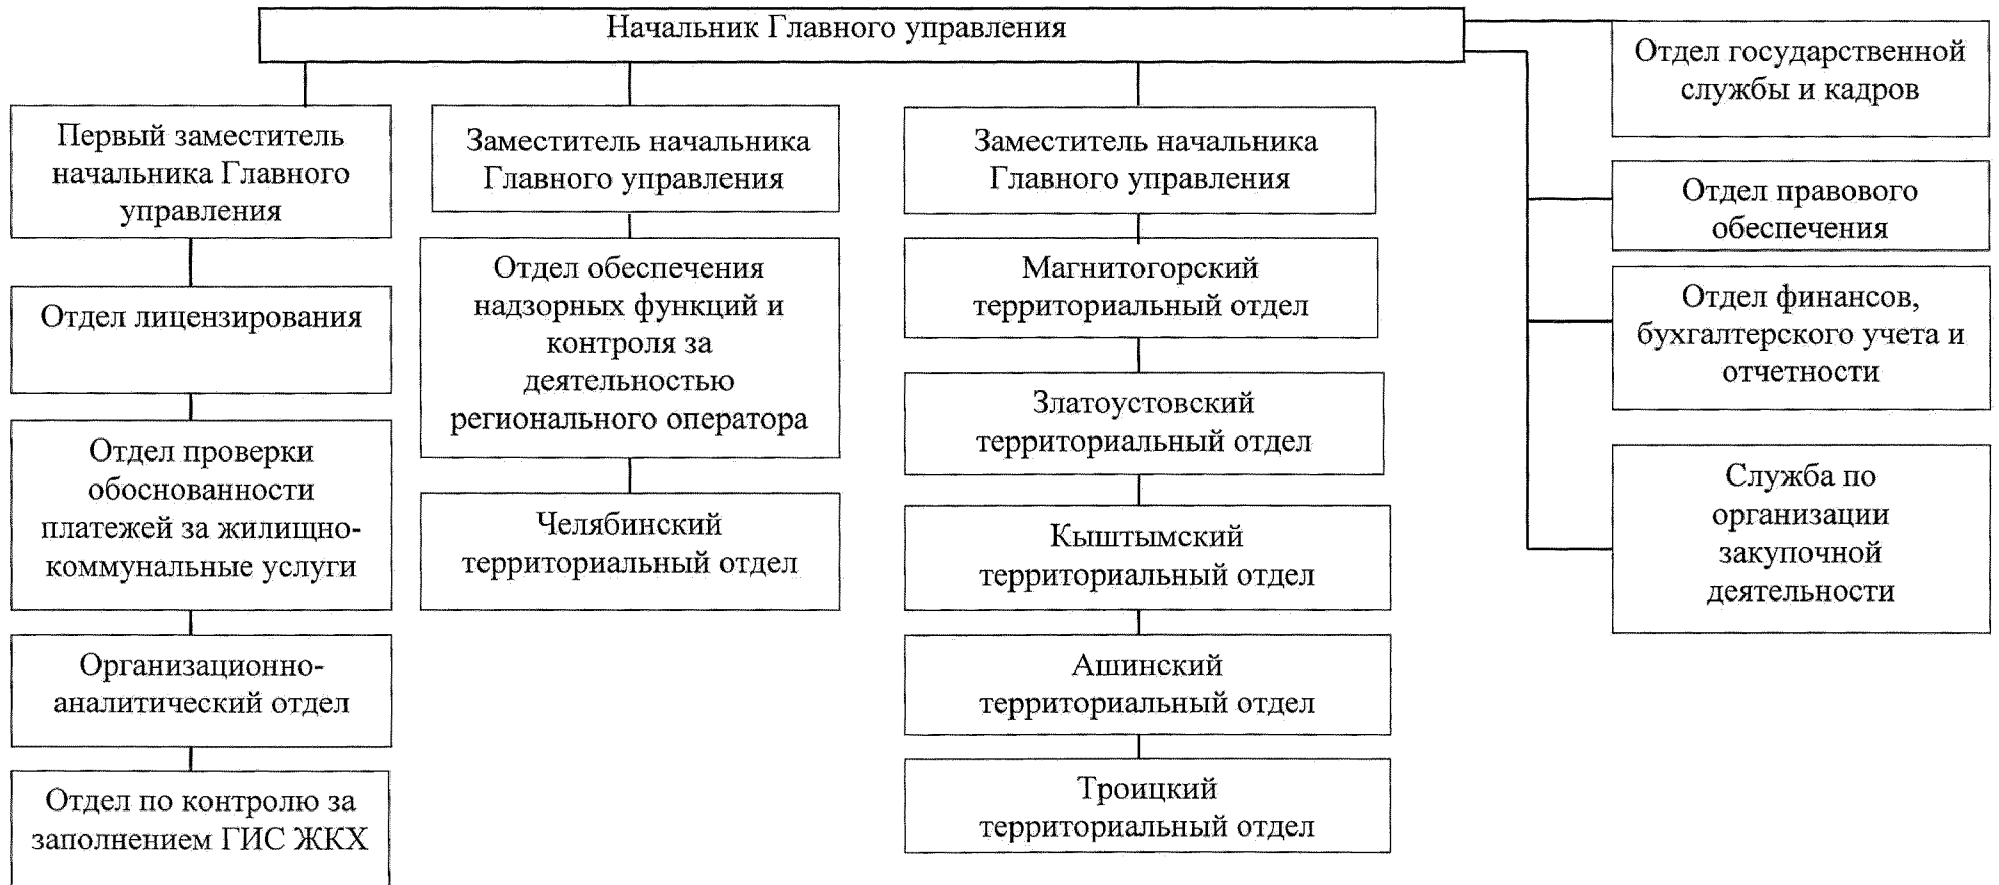 Начальник Главного управления
Первый заместитель
начальника Главного
управления
Отдел лицензирования
Отдел проверки
обоснованности
платежей за жилищно-
коммунальные услуги
Организационно-
аналитический отдел
Отдел по контролю за
заполнением ГИС ЖКХ
Заместитель начальника
Главного управления
Отдел обеспечения
надзорных функций и
контроля за
деятельностью
регионального оператора
Челябинский
территориальный отдел
Заместитель начальника
Главного управления
Магнитогорский
территориальный отдел
Златоустовский
территориальный отдел
Кыштымский
территориальный отдел
Ашинский
территориальный отдел
Троицкий
территориальный отдел
Отдел государственной
службы и кадров
Отдел правового
обеспечения
Отдел финансов,
бухгалтерского учета и
отчетности
Служба по
организации
закупочной
деятельности